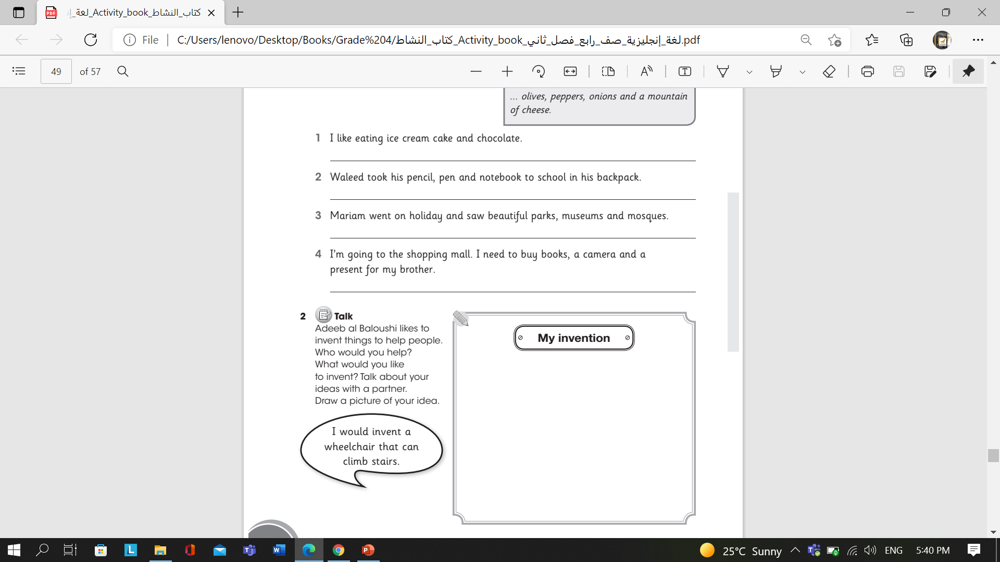 كتاب_النشاط_Activity_book_لغة_إن
File
C:/Users/lenovo/Desktop/Books/Grade%204/كتاب_النشاط_Activity_book_لغة_إنجليزية_صف_رابع_فصل_ثاني.pdf
49 of 57
... olives, peppers, onions and a mountain
of cheese.
1 I like eating ice cream cake and chocolate.
2 Waleed took his pencil, pen and notebook to school in his backpack.
3 Mariam went on holiday and saw beautiful parks, museums and mosques.
4 I'm going to the shopping mall. I need to buy books, a camera and a
present for my brother.
2 Talk
Adeeb al Baloushi likes to
invent things to help people.
Who would you help?
What would you like
to invent? Talk about your
ideas with a partner.
Draw a picture of your idea.
I would invent a
wheelchair that can
climb stairs.
My invention
25°C Sunny
ENG
5:40 PM